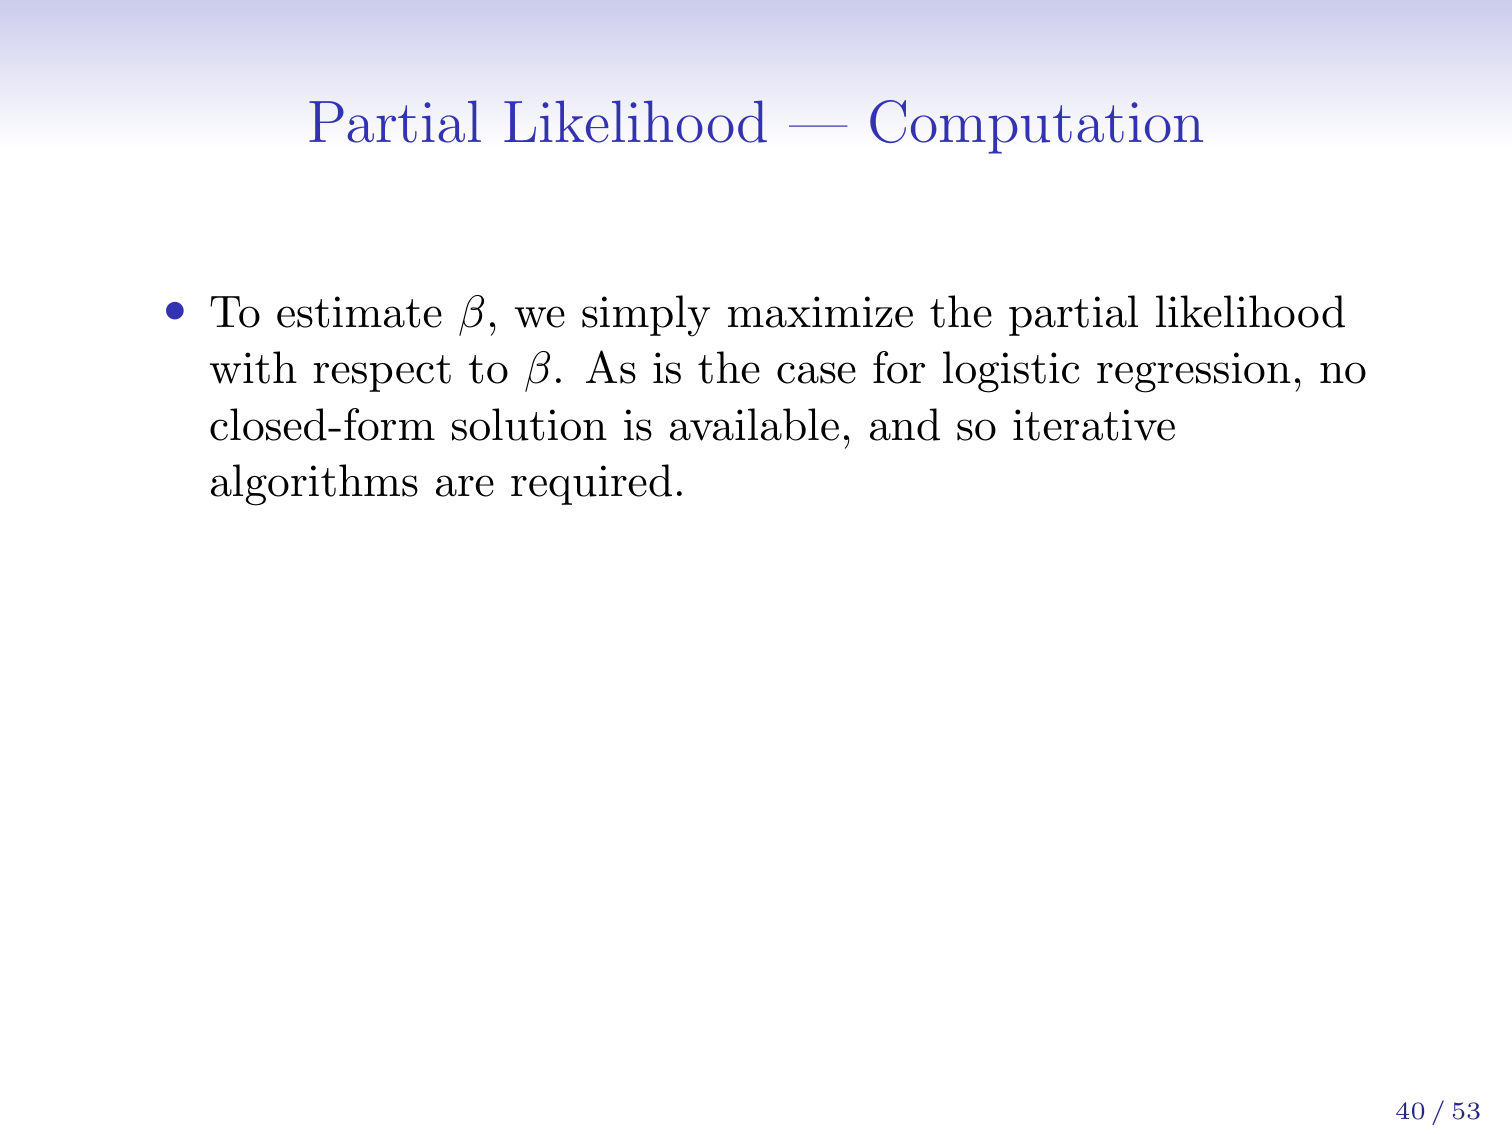 Partial Likelihood — Computation
• To estimate β, we simply maximize the partial likelihood
with respect to β. As is the case for logistic regression, no
closed-form solution is available, and so iterative
algorithms are required.
40 / 53